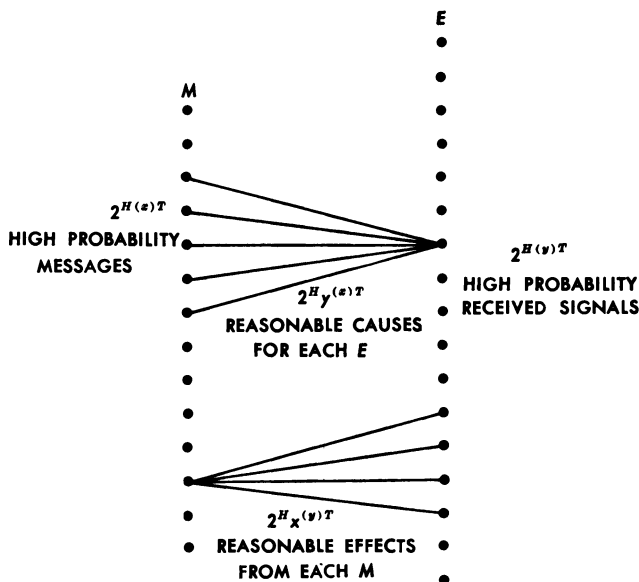 E
M
2^{H(x)T}
HIGH PROBABILITY
MESSAGES
2^{H_y(x)T}
REASONABLE CAUSES
FOR EACH E
2^{H(y)T}
HIGH PROBABILITY
RECEIVED SIGNALS
2^{H_x(y)T}
REASONABLE EFFECTS
FROM EACH M